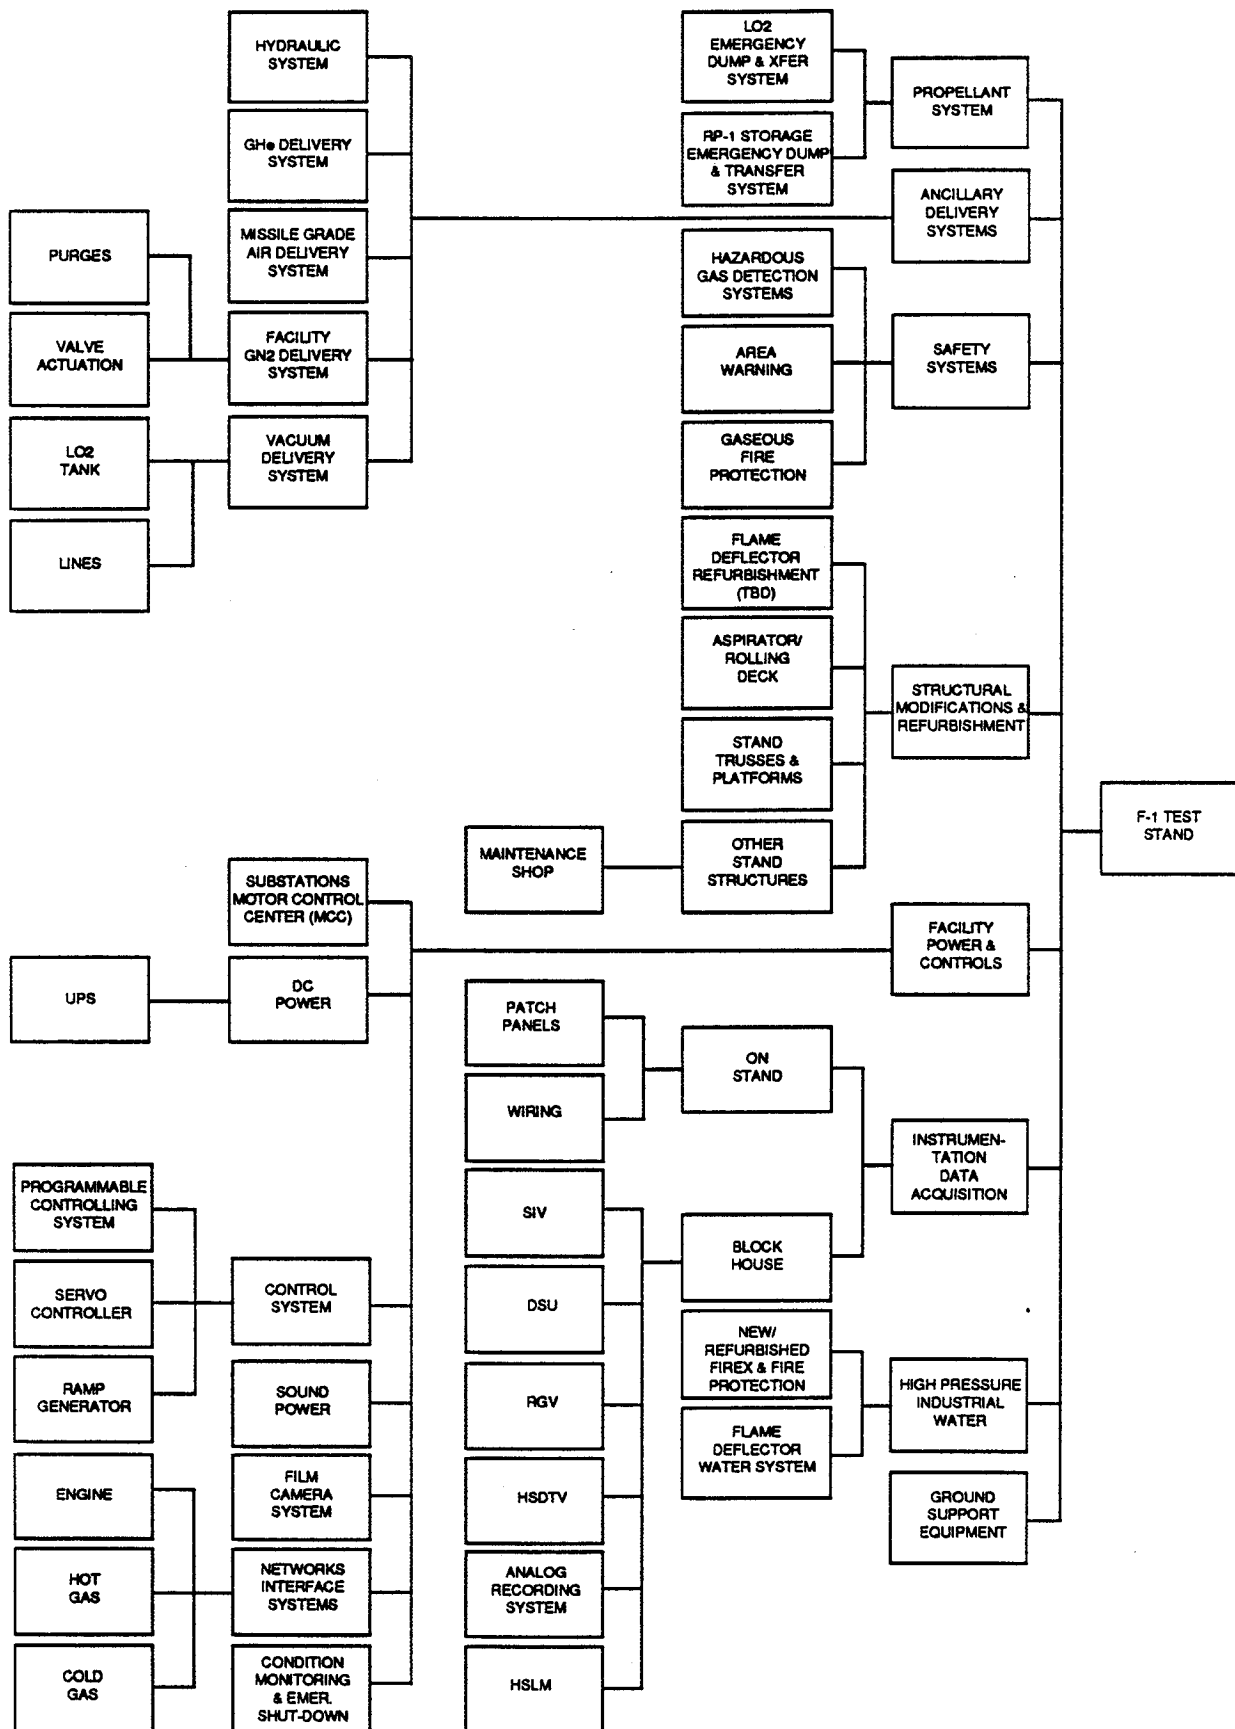 HYDRAULIC
SYSTEM
GHe DELIVERY
SYSTEM
MISSILE GRADE
AIR DELIVERY
SYSTEM
PURGES
VALVE
ACTUATION
FACILITY
GN2 DELIVERY
SYSTEM
LO2
TANK
VACUUM
DELIVERY
SYSTEM
LINES
LO2
EMERGENCY
DUMP & XFER
SYSTEM
PROPELLANT
SYSTEM
RP-1 STORAGE
EMERGENCY DUMP
& TRANSFER
SYSTEM
ANCILLARY
DELIVERY
SYSTEMS
HAZARDOUS
GAS DETECTION
SYSTEMS
AREA
WARNING
SAFETY
SYSTEMS
GASEOUS
FIRE
PROTECTION
FLAME
DEFLECTOR
REFURBISHMENT
(TBD)
ASPIRATOR/
ROLLING
DECK
STRUCTURAL
MODIFICATIONS &
REFURBISHMENT
STAND
TRUSSES &
PLATFORMS
MAINTENANCE
SHOP
OTHER
STAND
STRUCTURES
F-1 TEST
STAND
SUBSTATIONS
MOTOR CONTROL
CENTER (MCC)
FACILITY
POWER &
CONTROLS
UPS
DC
POWER
PATCH
PANELS
WIRING
ON
STAND
INSTRUMEN-
TATION
DATA
ACQUISITION
SIV
BLOCK
HOUSE
DSU
RGV
HSDTV
ANALOG
RECORDING
SYSTEM
HSLM
NEW/
REFURBISHED
FIREX & FIRE
PROTECTION
HIGH PRESSURE
INDUSTRIAL
WATER
FLAME
DEFLECTOR
WATER SYSTEM
GROUND
SUPPORT
EQUIPMENT
PROGRAMMABLE
CONTROLLING
SYSTEM
SERVO
CONTROLLER
CONTROL
SYSTEM
RAMP
GENERATOR
SOUND
POWER
ENGINE
FILM
CAMERA
SYSTEM
HOT
GAS
NETWORKS
INTERFACE
SYSTEMS
COLD
GAS
CONDITION
MONITORING
& EMER.
SHUT-DOWN